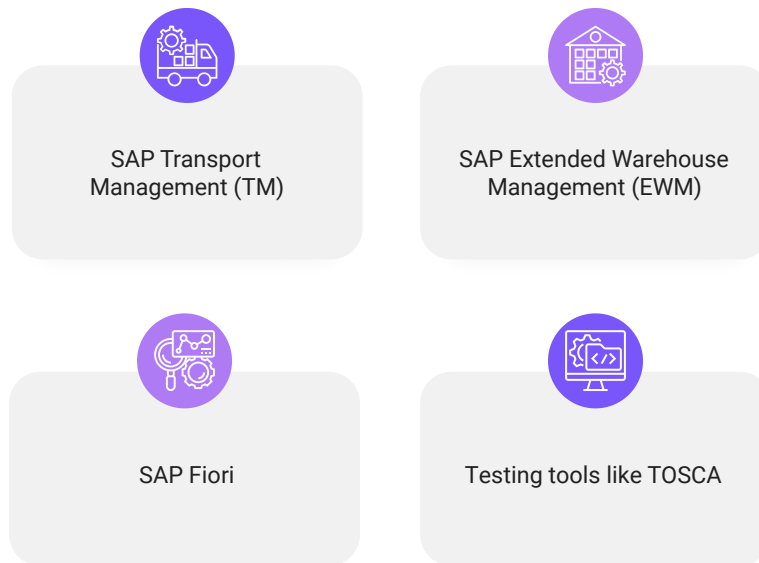 SAP Transport
Management (TM)
SAP Extended Warehouse
Management (EWM)
SAP Fiori
Testing tools like TOSCA